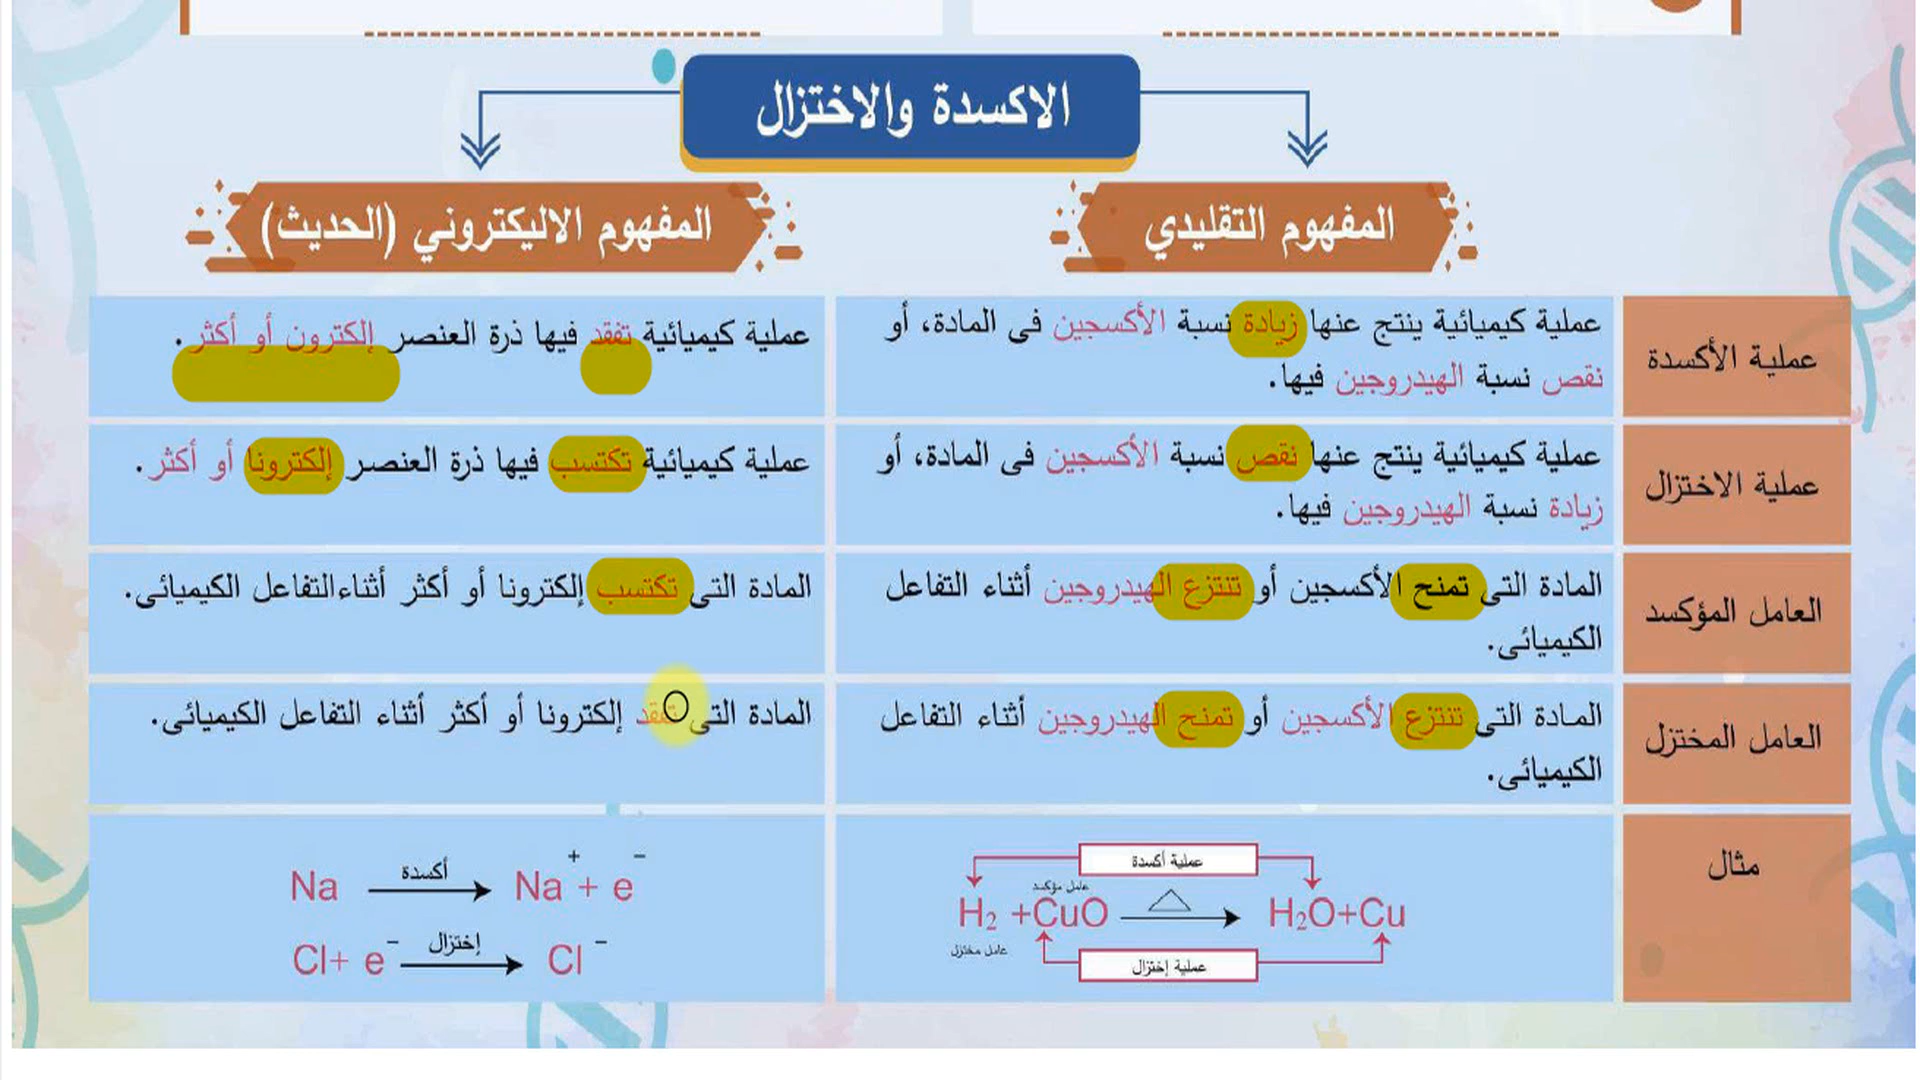 الاكسدة والاختزال
المفهوم التقليدي
المفهوم الاليكتروني (الحديث)
عملية الأكسدة
عملية كيميائية ينتج عنها زيادة نسبة الأكسجين فى المادة، أو
نقص نسبة الهيدروجين فيها.
عملية كيميائية تفقد فيها ذرة العنصر إلكترون أو أكثر .
عملية الاختزال
عملية كيميائية ينتج عنها نقص نسبة الأكسجين فى المادة، أو
زيادة نسبة الهيدروجين فيها.
عملية كيميائية تكتسب فيها ذرة العنصر إلكترونا أو أكثر.
العامل المؤكسد
المادة التى تمنح الأكسجين أو تنتزع الهيدروجين أثناء التفاعل
الكيميائى.
المادة التى تكتسب إلكترونا أو أكثر أثناءالتفاعل الكيميائى.
العامل المختزل
المادة التى تنتزع الأكسجين أو تمنح الهيدروجين أثناء التفاعل
الكيميائى.
المادة التى تفقد إلكترونا أو أكثر أثناء التفاعل الكيميائى.
مثال
عملية أكسدة
عامل مؤكسد
H₂ +CuO △ H₂O+Cu
عامل مختزل
عملية إختزال
أكسدة
Na → Na⁺ + e⁻
إختزال
Cl+ e⁻ → Cl⁻